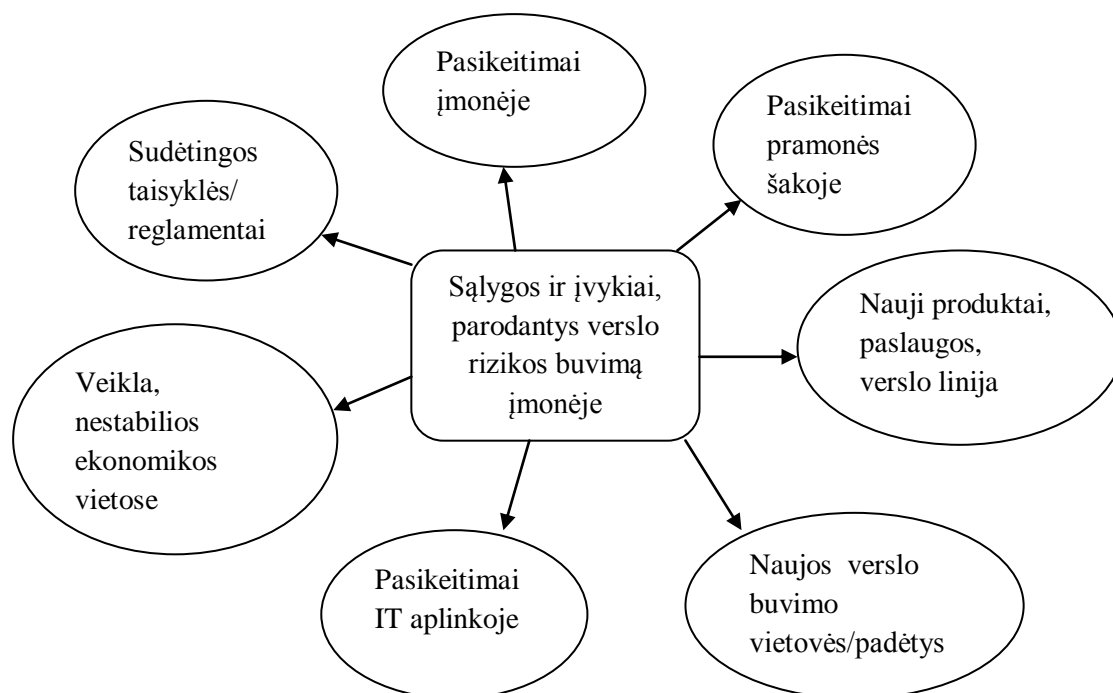 Pasikeitimai
įmonėje
Pasikeitimai
pramonės
šakoje
Sudėtingos
taisyklės/
reglamentai
Sąlygos ir įvykiai,
parodantys verslo
rizikos buvimą
įmonėje
Nauji produktai,
paslaugos,
verslo linija
Veikla,
nestabilios
ekonomikos
vietose
Pasikeitimai
IT aplinkoje
Naujos verslo
buvimo
vietovės/padėtys